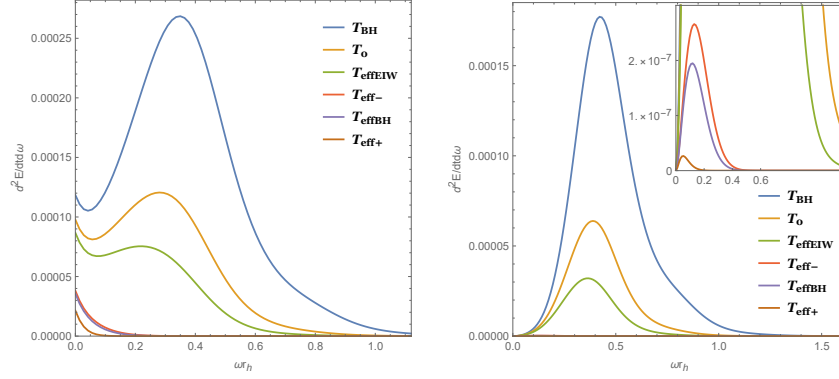 0.00025
0.00020
0.00015
0.00010
0.00005
0.00000
d²E/dtdω
0.0 0.2 0.4 0.6 0.8 1.0
ωr_h
T_BH
T_o
T_effEIW
T_eff−
T_effBH
T_eff+
0.00015
0.00010
0.00005
0.00000
d²E/dtdω
0.0 0.5 1.0 1.5
ωr_h
2.×10⁻⁷
1.×10⁻⁷
0
0 0.2 0.4 0.6
T_BH
T_o
T_effEIW
T_eff−
T_effBH
T_eff+